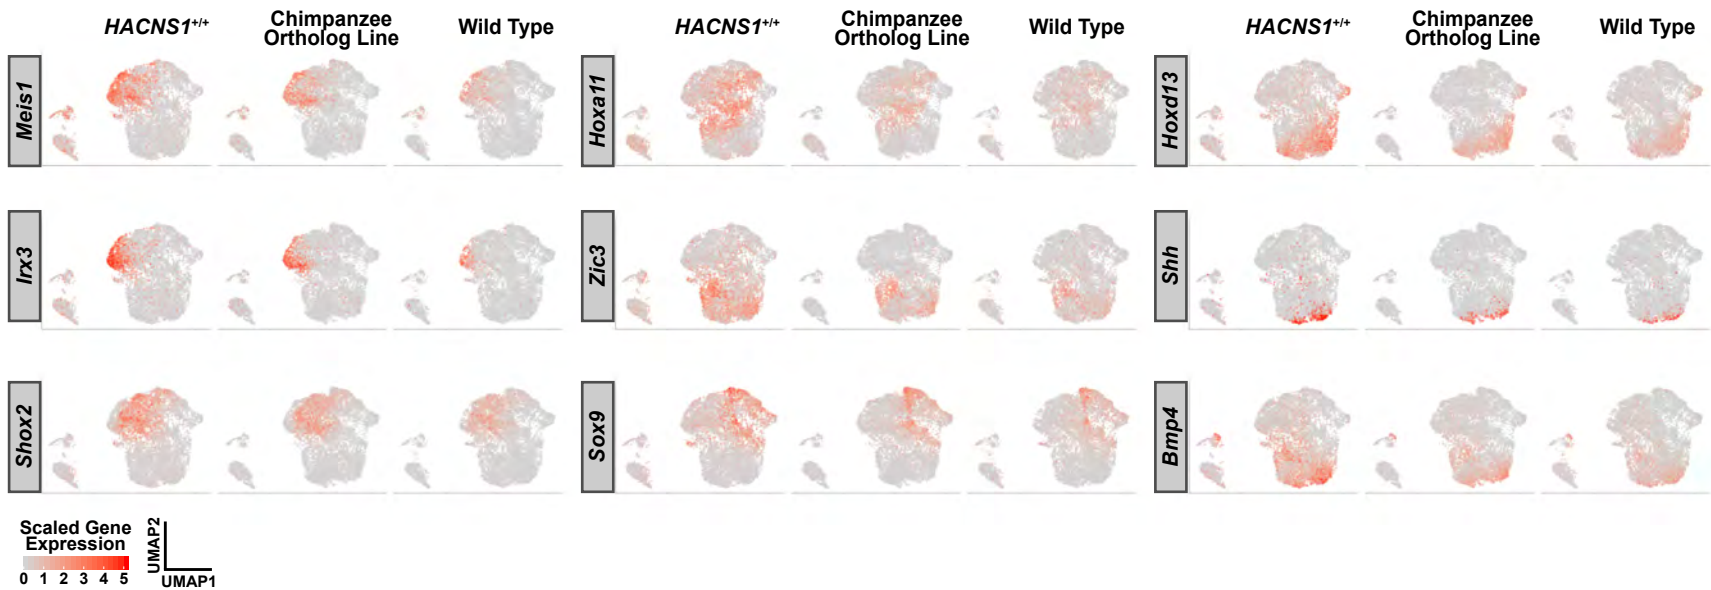 HACNS1+/+
Chimpanzee
Ortholog Line
Wild Type
HACNS1+/+
Chimpanzee
Ortholog Line
Wild Type
HACNS1+/+
Chimpanzee
Ortholog Line
Wild Type
Meis1
Hoxa11
Hoxd13
Irx3
Zic3
Shh
Shox2
Sox9
Bmp4
Scaled Gene
Expression
0 1 2 3 4 5
UMAP2
UMAP1